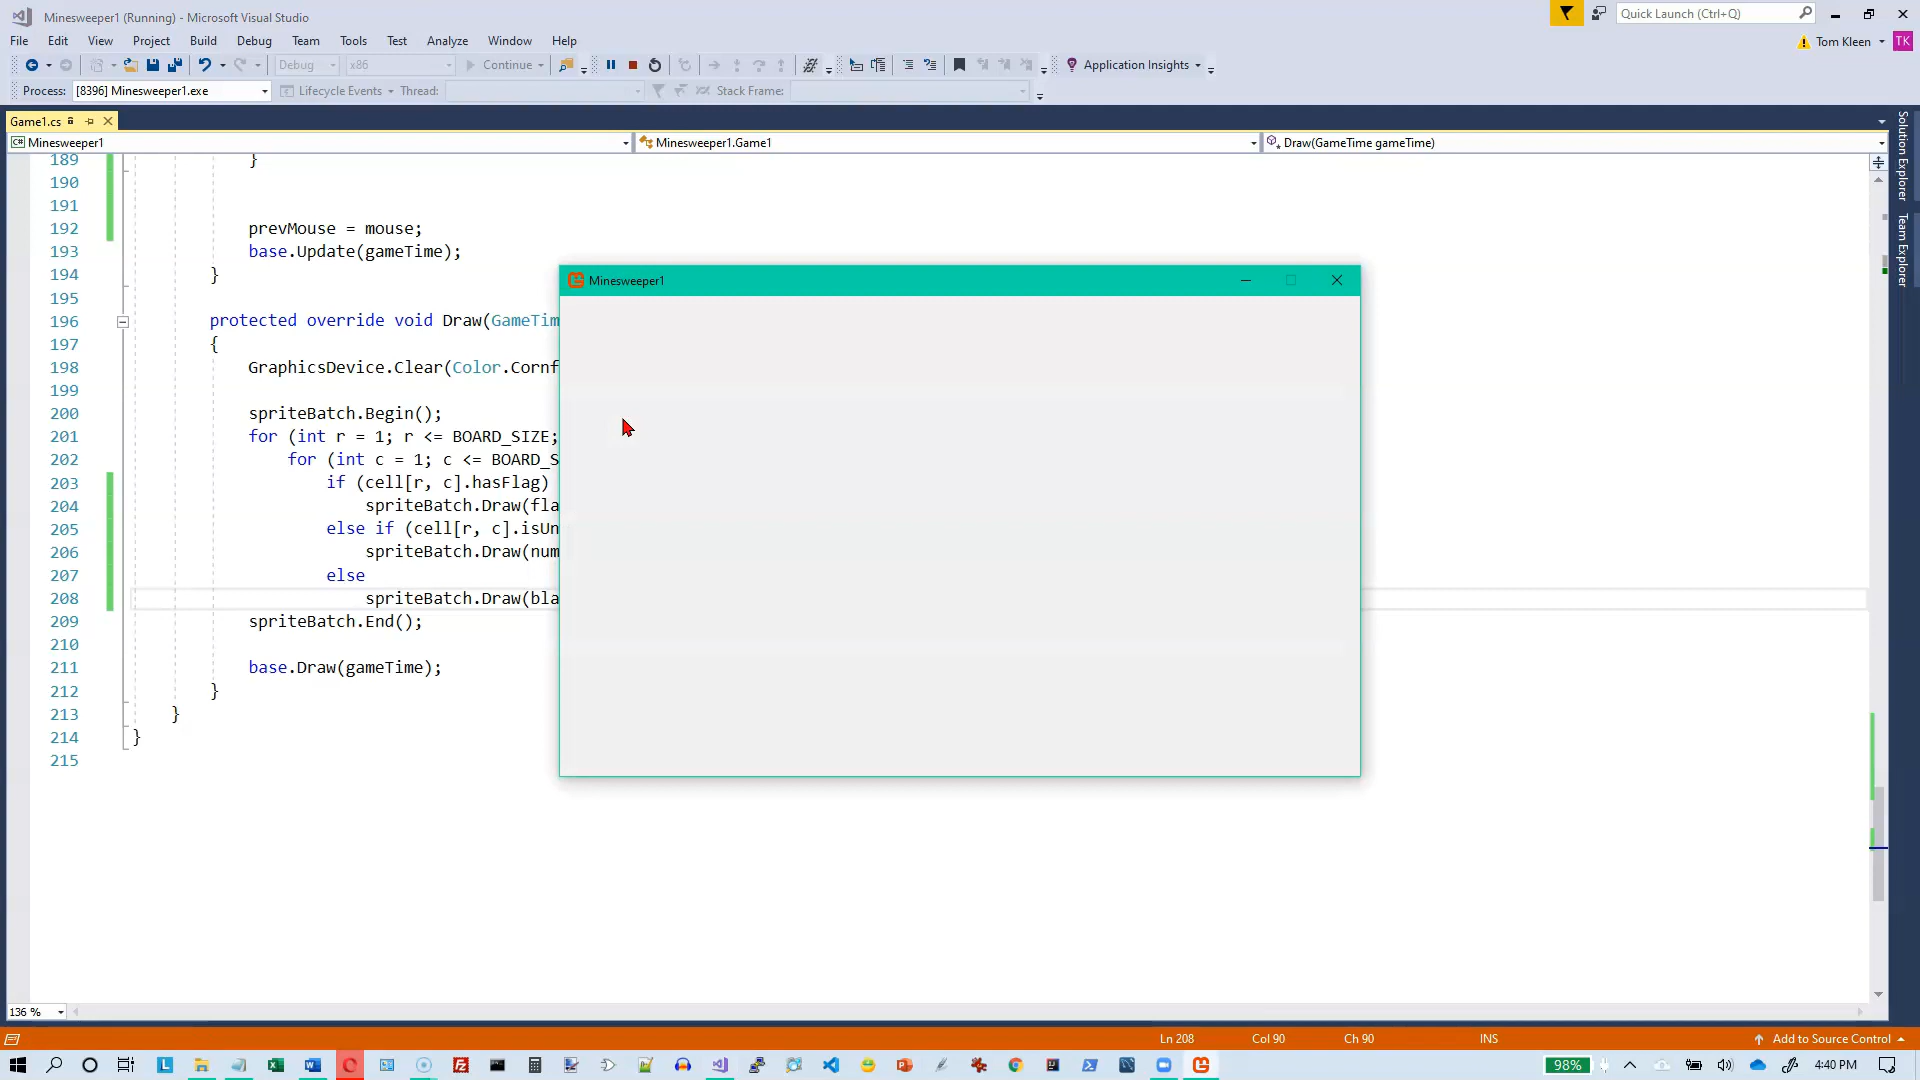 Minesweeper1 (Running) - Microsoft Visual Studio
Quick Launch (Ctrl+Q)
File Edit View Project Build Debug Team Tools Test Analyze Window Help
Tom Kleen TK
Debug x86 Continue Application Insights
Process: [8396] Minesweeper1.exe Lifecycle Events Thread: Stack Frame:
Game1.cs
Minesweeper1 Minesweeper1.Game1 Draw(GameTime gameTime)
Solution Explorer
Team Explorer
189 }
190
191
192 prevMouse = mouse;
193 base.Update(gameTime);
194 }
195
196 protected override void Draw(GameTim
197 {
198 GraphicsDevice.Clear(Color.Cornf
199
200 spriteBatch.Begin();
201 for (int r = 1; r <= BOARD_SIZE;
202 for (int c = 1; c <= BOARD_S
203 if (cell[r, c].hasFlag)
204 spriteBatch.Draw(fla
205 else if (cell[r, c].isUn
206 spriteBatch.Draw(num
207 else
208 spriteBatch.Draw(bla
209 spriteBatch.End();
210
211 base.Draw(gameTime);
212 }
213 }
214 }
215
Minesweeper1
136 %
Ln 208 Col 90 Ch 90 INS Add to Source Control
98% 4:40 PM